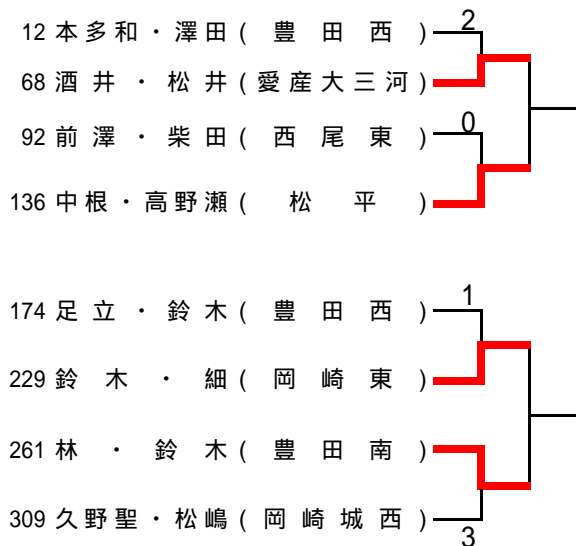 12 本多和・澤田 ( 豊田西 ) 2
68 酒井・松井 ( 愛産大三河 )
92 前澤・柴田 ( 西尾東 ) 0
136 中根・高野瀬 ( 松平 )
174 足立・鈴木 ( 豊田西 ) 1
229 鈴木・細 ( 岡崎東 )
261 林・鈴木 ( 豊田南 )
309 久野聖・松嶋 ( 岡崎城西 ) 3